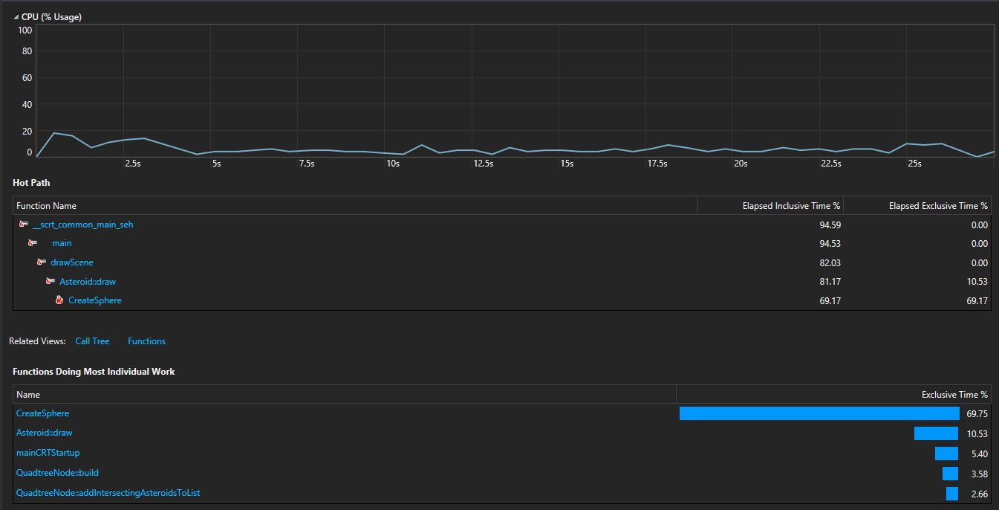 CPU (% Usage)
100
80
60
40
20
0
2.5s 5s 7.5s 10s 12.5s 15s 17.5s 20s 22.5s 25s
Hot Path
Function Name Elapsed Inclusive Time % Elapsed Exclusive Time %
__scrt_common_main_seh 94.59 0.00
main 94.53 0.00
drawScene 82.03 0.00
Asteroid::draw 81.17 10.53
CreateSphere 69.17 69.17
Related Views: Call Tree Functions
Functions Doing Most Individual Work
Name Exclusive Time %
CreateSphere 69.75
Asteroid::draw 10.53
mainCRTStartup 5.40
QuadtreeNode::build 3.58
QuadtreeNode::addIntersectingAsteroidsToList 2.66